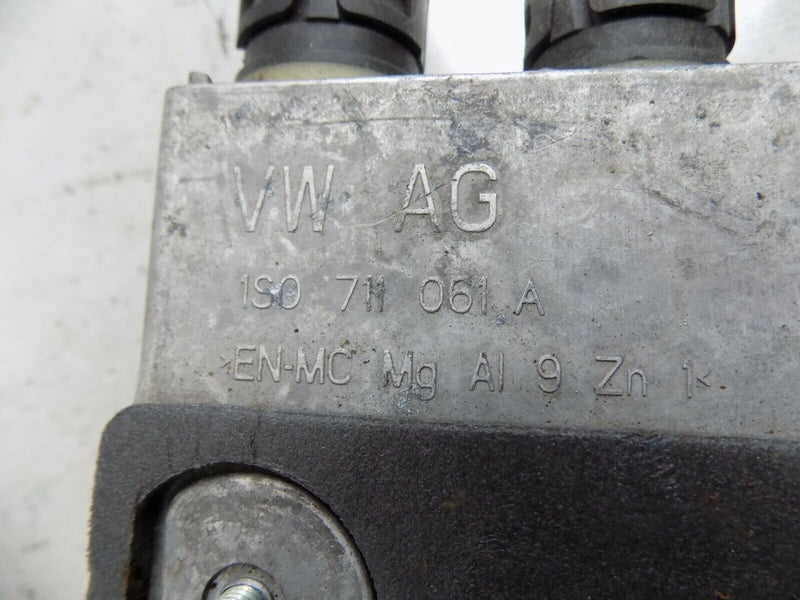 VW AG
1S0 711 061 A
>EN-MC Mg Al 9 Zn 1<